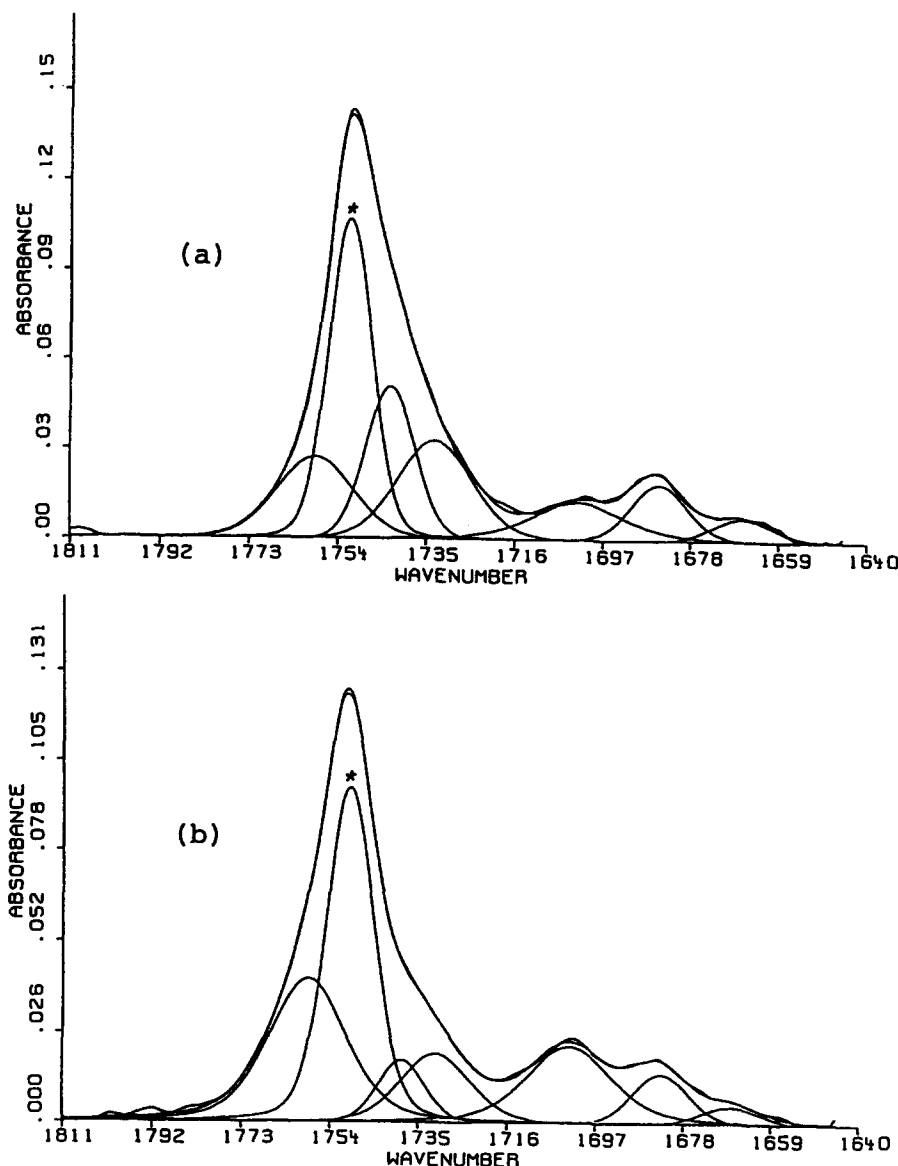 .15
.12
.09
.06
.03
.00
ABSORBANCE
(a)
*
1811 1792 1773 1754 1735 1716 1697 1678 1659 1640
WAVENUMBER
.131
.105
.078
.052
.026
.000
ABSORBANCE
(b)
*
1811 1792 1773 1754 1735 1716 1697 1678 1659 1640
WAVENUMBER